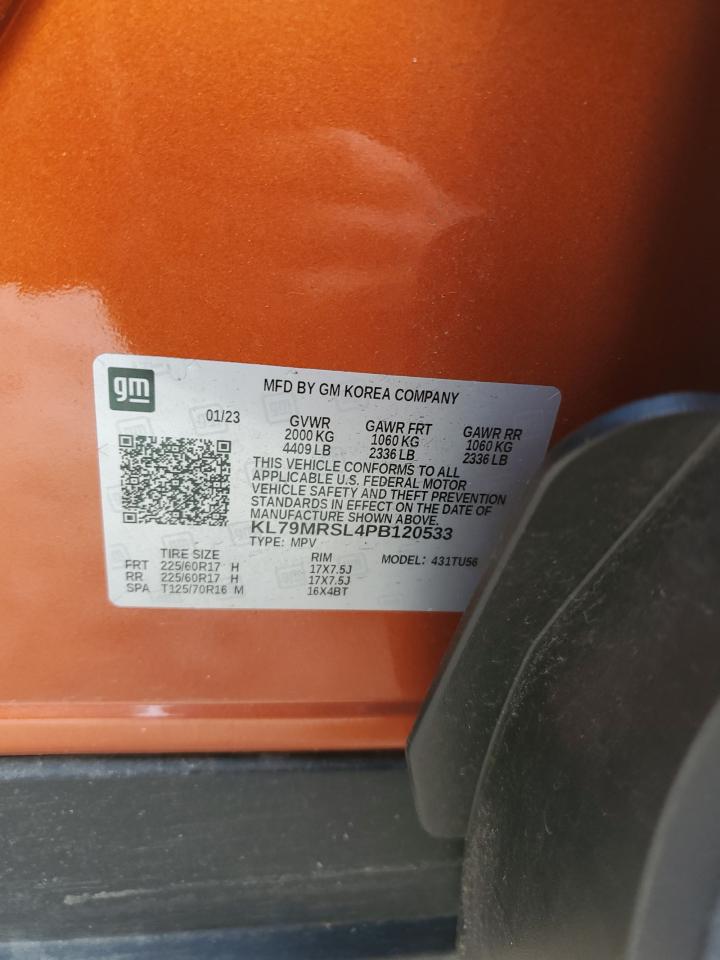 gm
MFD BY GM KOREA COMPANY
01/23
GVWR GAWR FRT GAWR RR
2000 KG 1060 KG 1060 KG
4409 LB 2336 LB 2336 LB
THIS VEHICLE CONFORMS TO ALL
APPLICABLE U.S. FEDERAL MOTOR
VEHICLE SAFETY AND THEFT PREVENTION
STANDARDS IN EFFECT ON THE DATE OF
MANUFACTURE SHOWN ABOVE.
KL79MRSL4PB120533
TYPE: MPV MODEL: 431TU56
TIRE SIZE RIM
FRT 225/60R17 H 17X7.5J
RR 225/60R17 H 17X7.5J
SPA T125/70R16 M 16X4BT